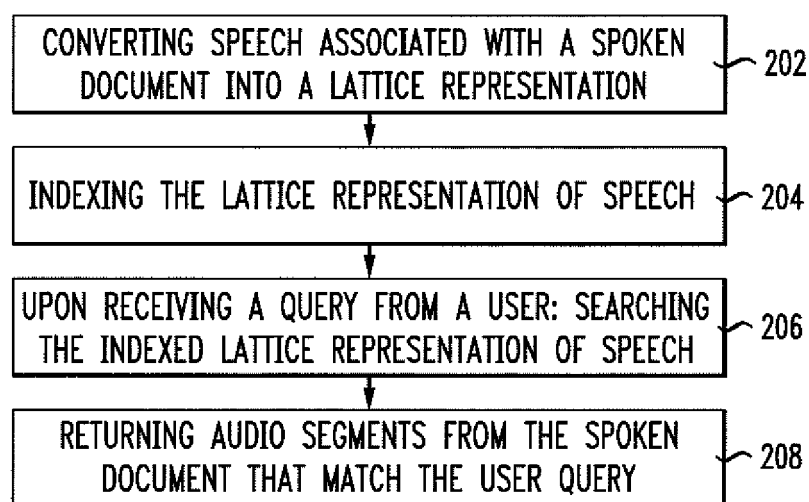 CONVERTING SPEECH ASSOCIATED WITH A SPOKEN
DOCUMENT INTO A LATTICE REPRESENTATION
202
INDEXING THE LATTICE REPRESENTATION OF SPEECH
204
UPON RECEIVING A QUERY FROM A USER: SEARCHING
THE INDEXED LATTICE REPRESENTATION OF SPEECH
206
RETURNING AUDIO SEGMENTS FROM THE SPOKEN
DOCUMENT THAT MATCH THE USER QUERY
208